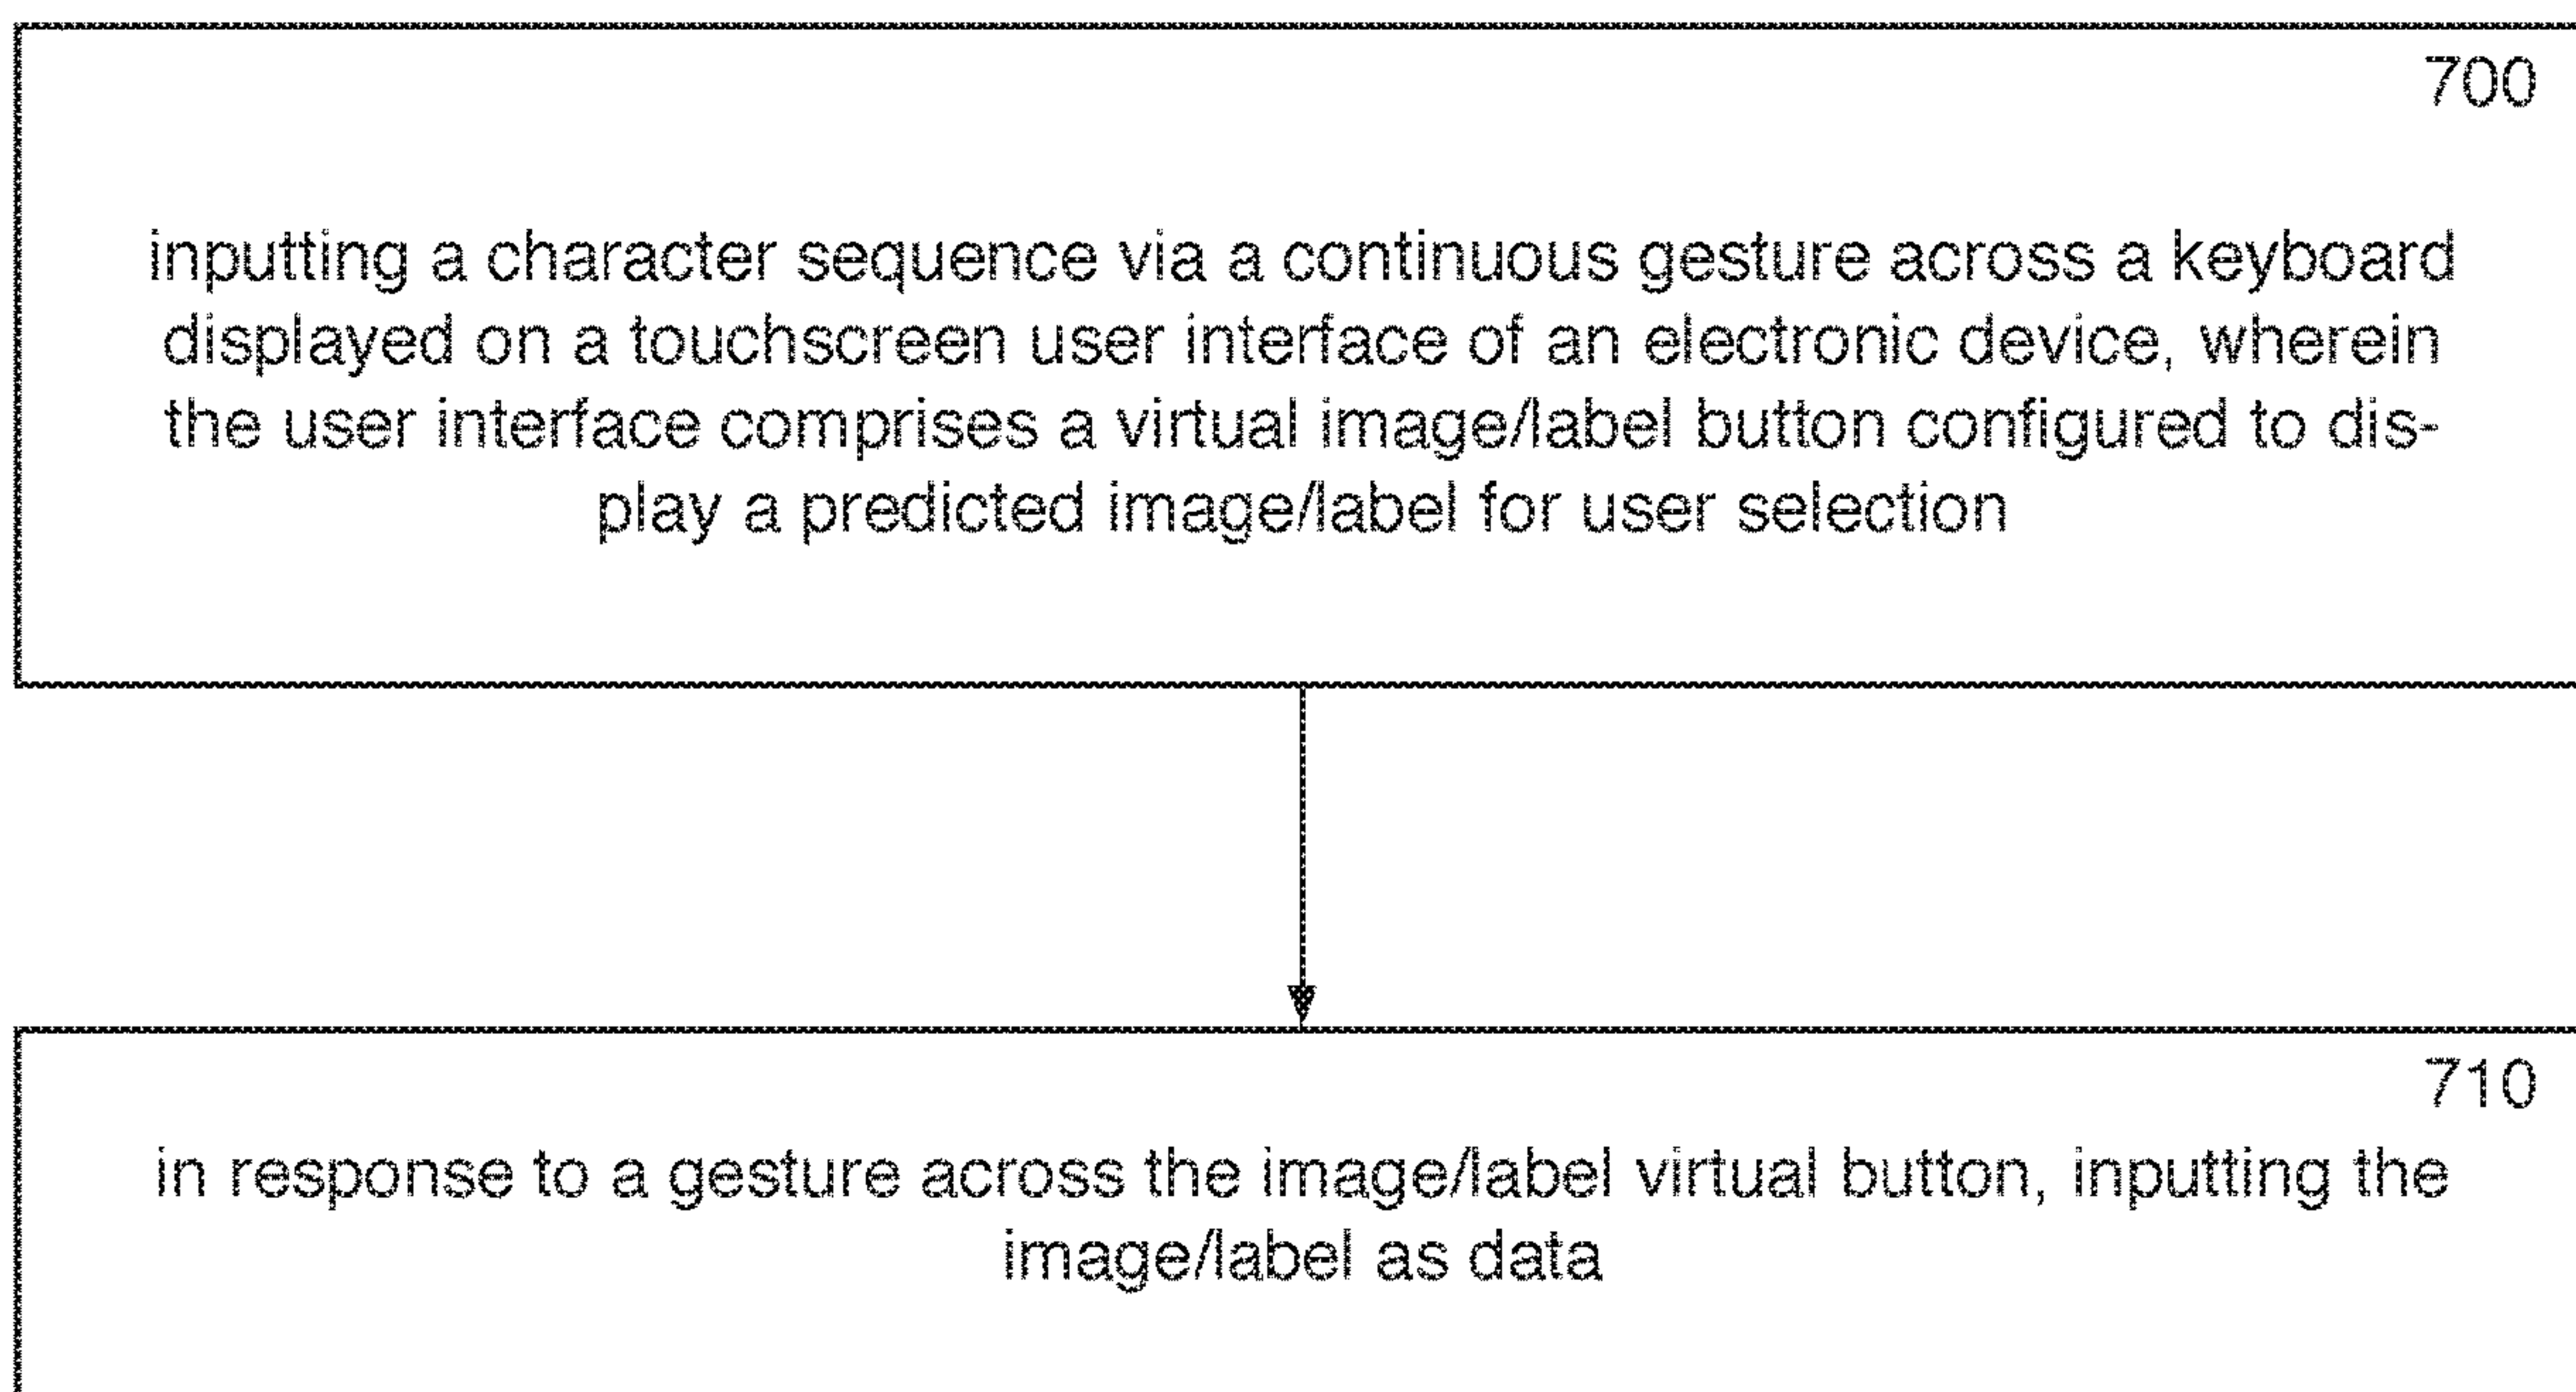 700
inputting a character sequence via a continuous gesture across a keyboard
displayed on a touchscreen user interface of an electronic device, wherein
the user interface comprises a virtual image/label button configured to dis-
play a predicted image/label for user selection
710
in response to a gesture across the image/label virtual button, inputting the
image/label as data